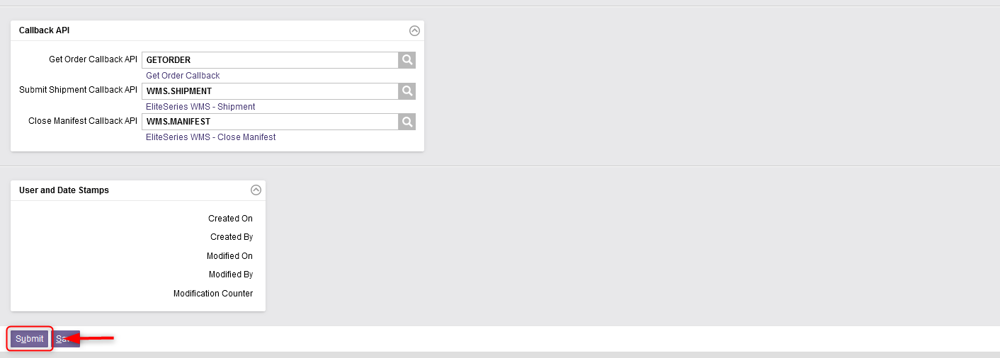 Callback API
Get Order Callback API GETORDER
Get Order Callback
Submit Shipment Callback API WMS.SHIPMENT
EliteSeries WMS - Shipment
Close Manifest Callback API WMS.MANIFEST
EliteSeries WMS - Close Manifest
User and Date Stamps
Created On
Created By
Modified On
Modified By
Modification Counter
Submit